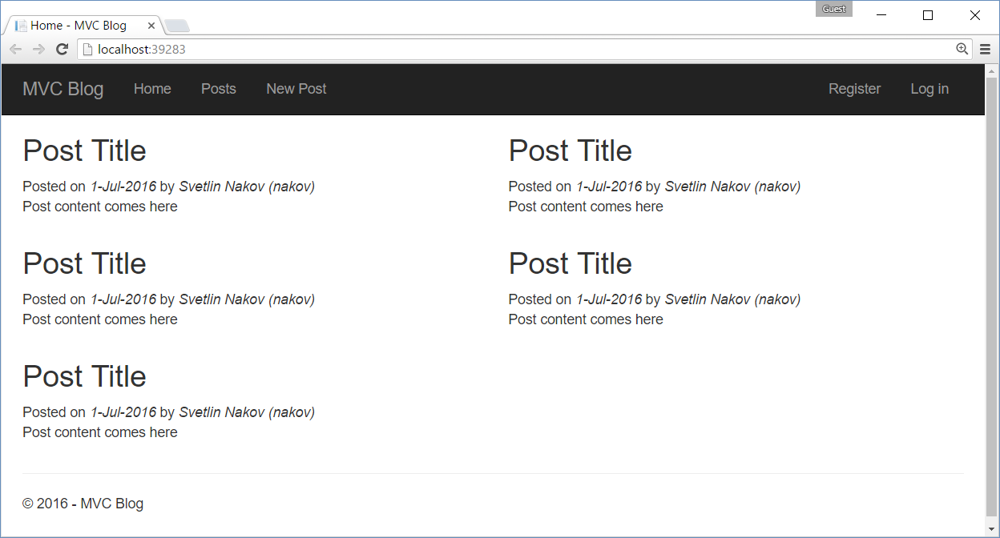 Guest
Home - MVC Blog
localhost:39283
MVC Blog Home Posts New Post Register Log in
Post Title
Posted on 1-Jul-2016 by Svetlin Nakov (nakov)
Post content comes here
Post Title
Posted on 1-Jul-2016 by Svetlin Nakov (nakov)
Post content comes here
Post Title
Posted on 1-Jul-2016 by Svetlin Nakov (nakov)
Post content comes here
Post Title
Posted on 1-Jul-2016 by Svetlin Nakov (nakov)
Post content comes here
Post Title
Posted on 1-Jul-2016 by Svetlin Nakov (nakov)
Post content comes here
© 2016 - MVC Blog